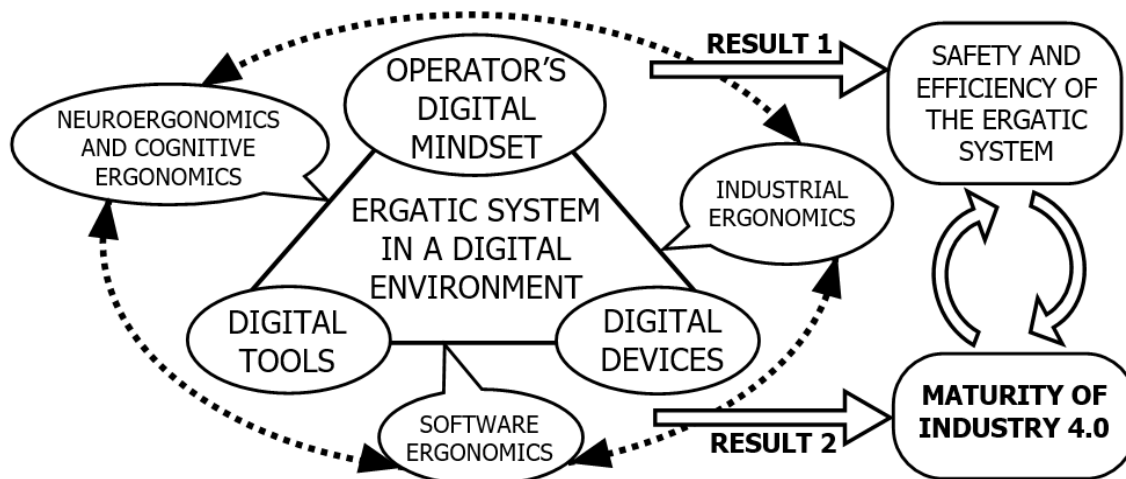 OPERATOR'S
DIGITAL
MINDSET
NEUROERGONOMICS
AND COGNITIVE
ERGONOMICS
ERGATIC SYSTEM
IN A DIGITAL
ENVIRONMENT
INDUSTRIAL
ERGONOMICS
DIGITAL
TOOLS
DIGITAL
DEVICES
SOFTWARE
ERGONOMICS
RESULT 1
SAFETY AND
EFFICIENCY OF
THE ERGATIC
SYSTEM
RESULT 2
MATURITY OF
INDUSTRY 4.0